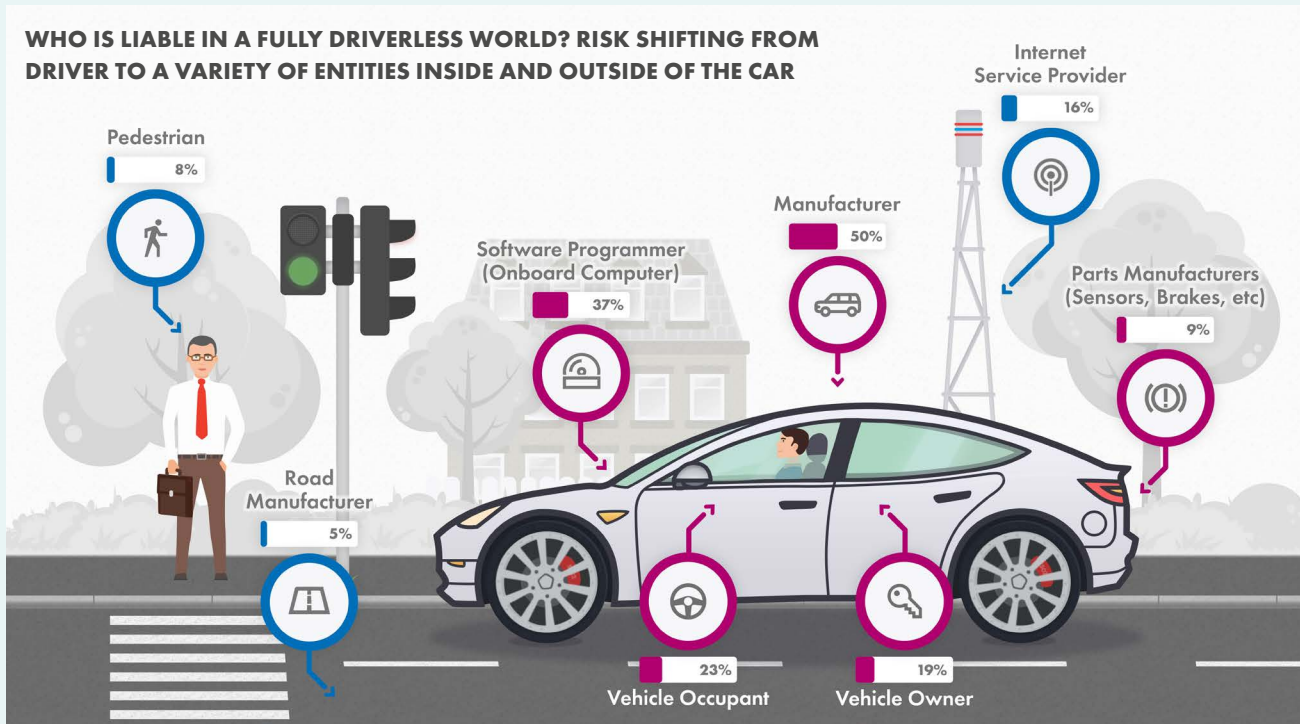 WHO IS LIABLE IN A FULLY DRIVERLESS WORLD? RISK SHIFTING FROM
DRIVER TO A VARIETY OF ENTITIES INSIDE AND OUTSIDE OF THE CAR
Internet
Service Provider
16%
Pedestrian
8%
Manufacturer
50%
Software Programmer
(Onboard Computer)
37%
Parts Manufacturers
(Sensors, Brakes, etc)
9%
Road
Manufacturer
5%
23%
Vehicle Occupant
19%
Vehicle Owner